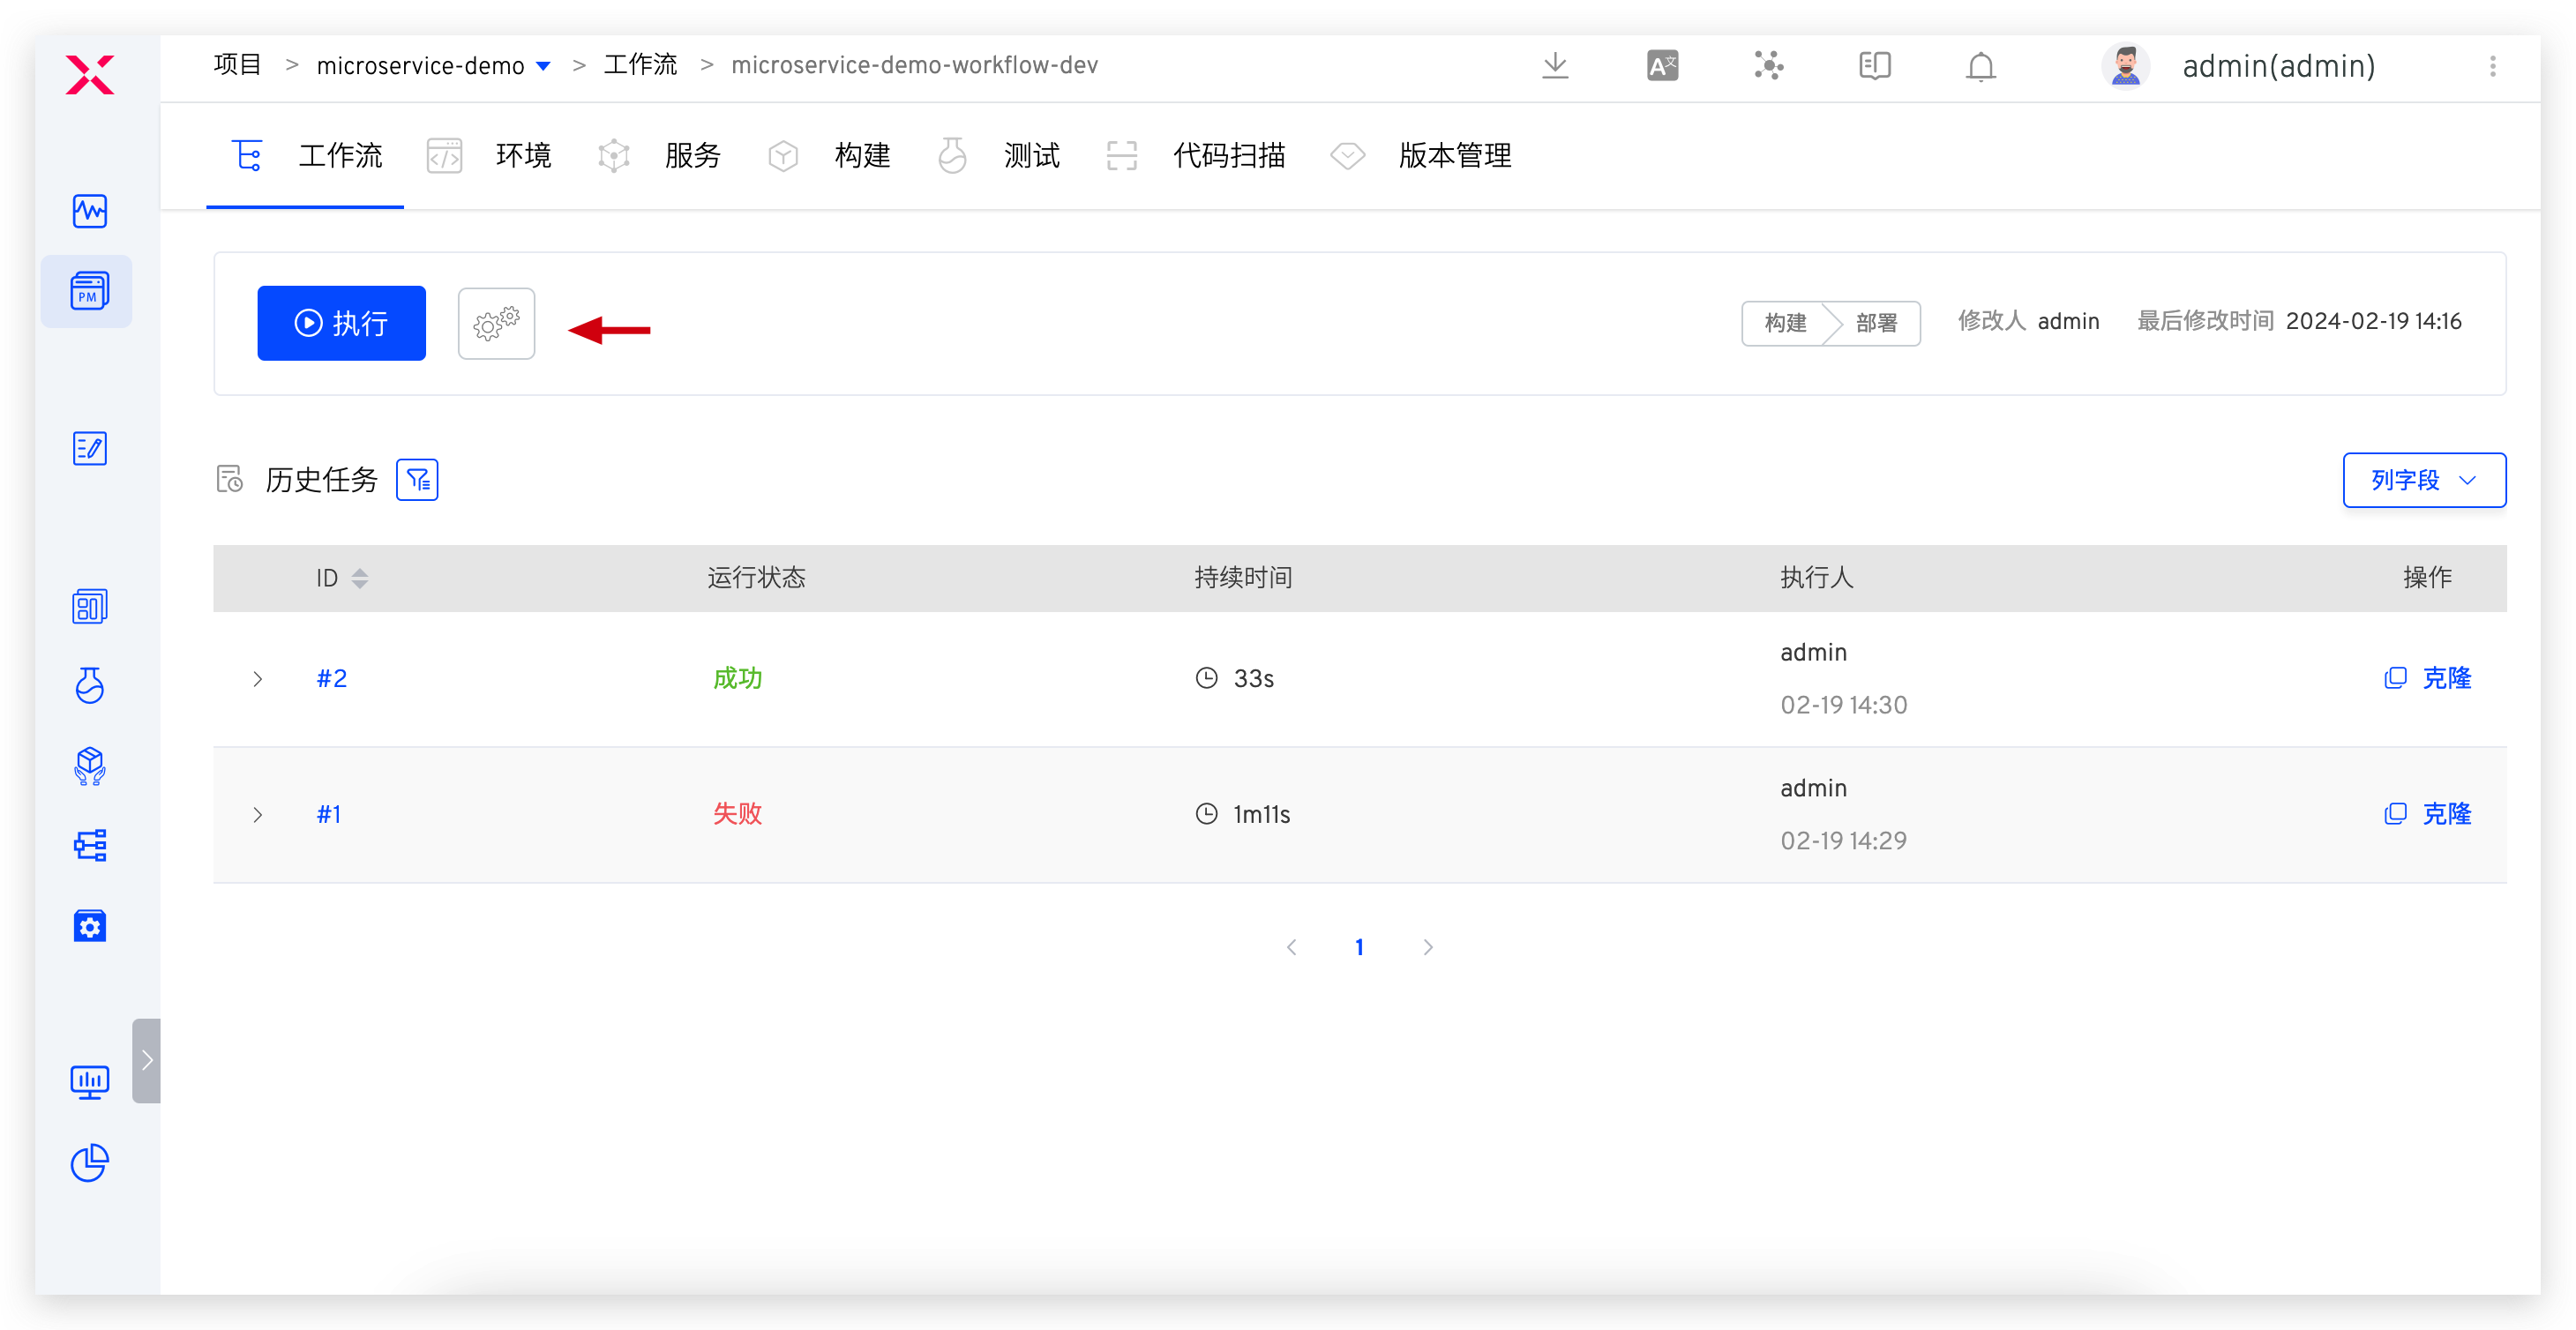 项目 > microservice-demo > 工作流 > microservice-demo-workflow-dev
A文
admin(admin)
工作流 环境 服务 构建 测试 代码扫描 版本管理
PM
执行
构建 部署 修改人 admin 最后修改时间 2024-02-19 14:16
历史任务
列字段
ID 运行状态 持续时间 执行人 操作
#2 成功 33s admin 02-19 14:30 克隆
#1 失败 1m11s admin 02-19 14:29 克隆
1